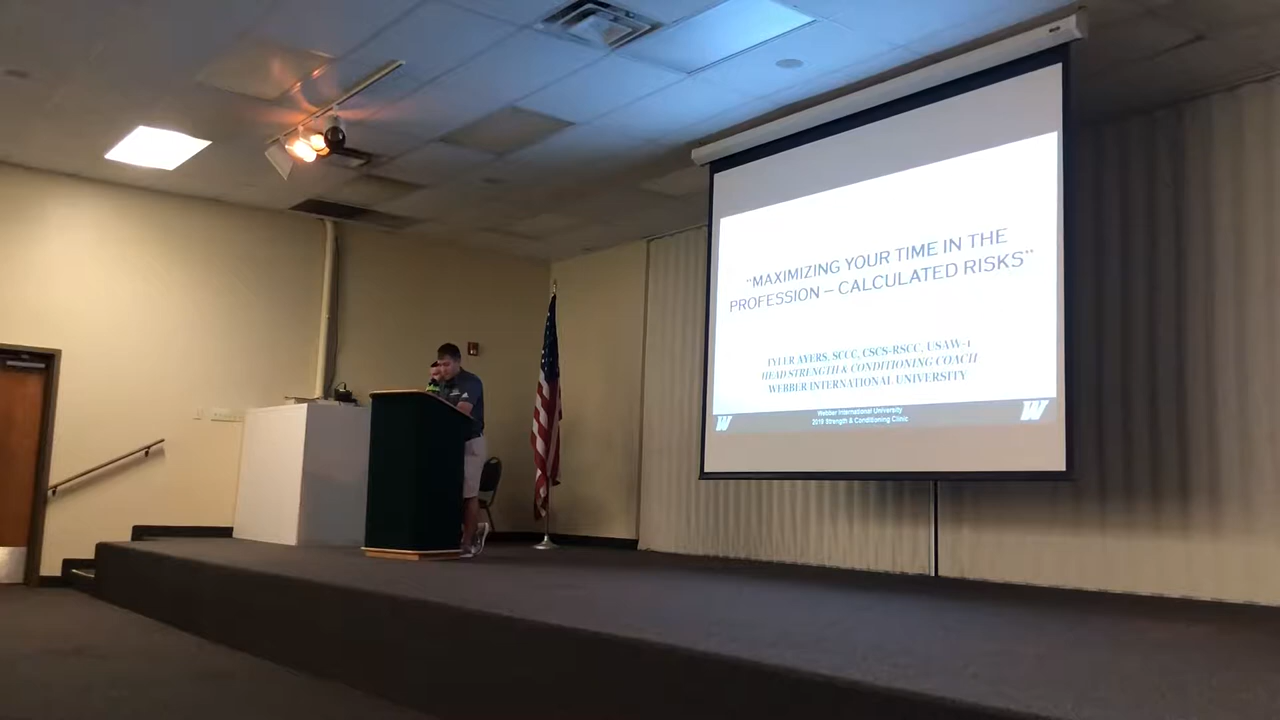 “MAXIMIZING YOUR TIME IN THE
PROFESSION – CALCULATED RISKS”
TYLER AYERS, SCCC, CSCS-RSCC, USAW-1
HEAD STRENGTH & CONDITIONING COACH
WEBBER INTERNATIONAL UNIVERSITY
W
Webber International University
2019 Strength & Conditioning Clinic
W